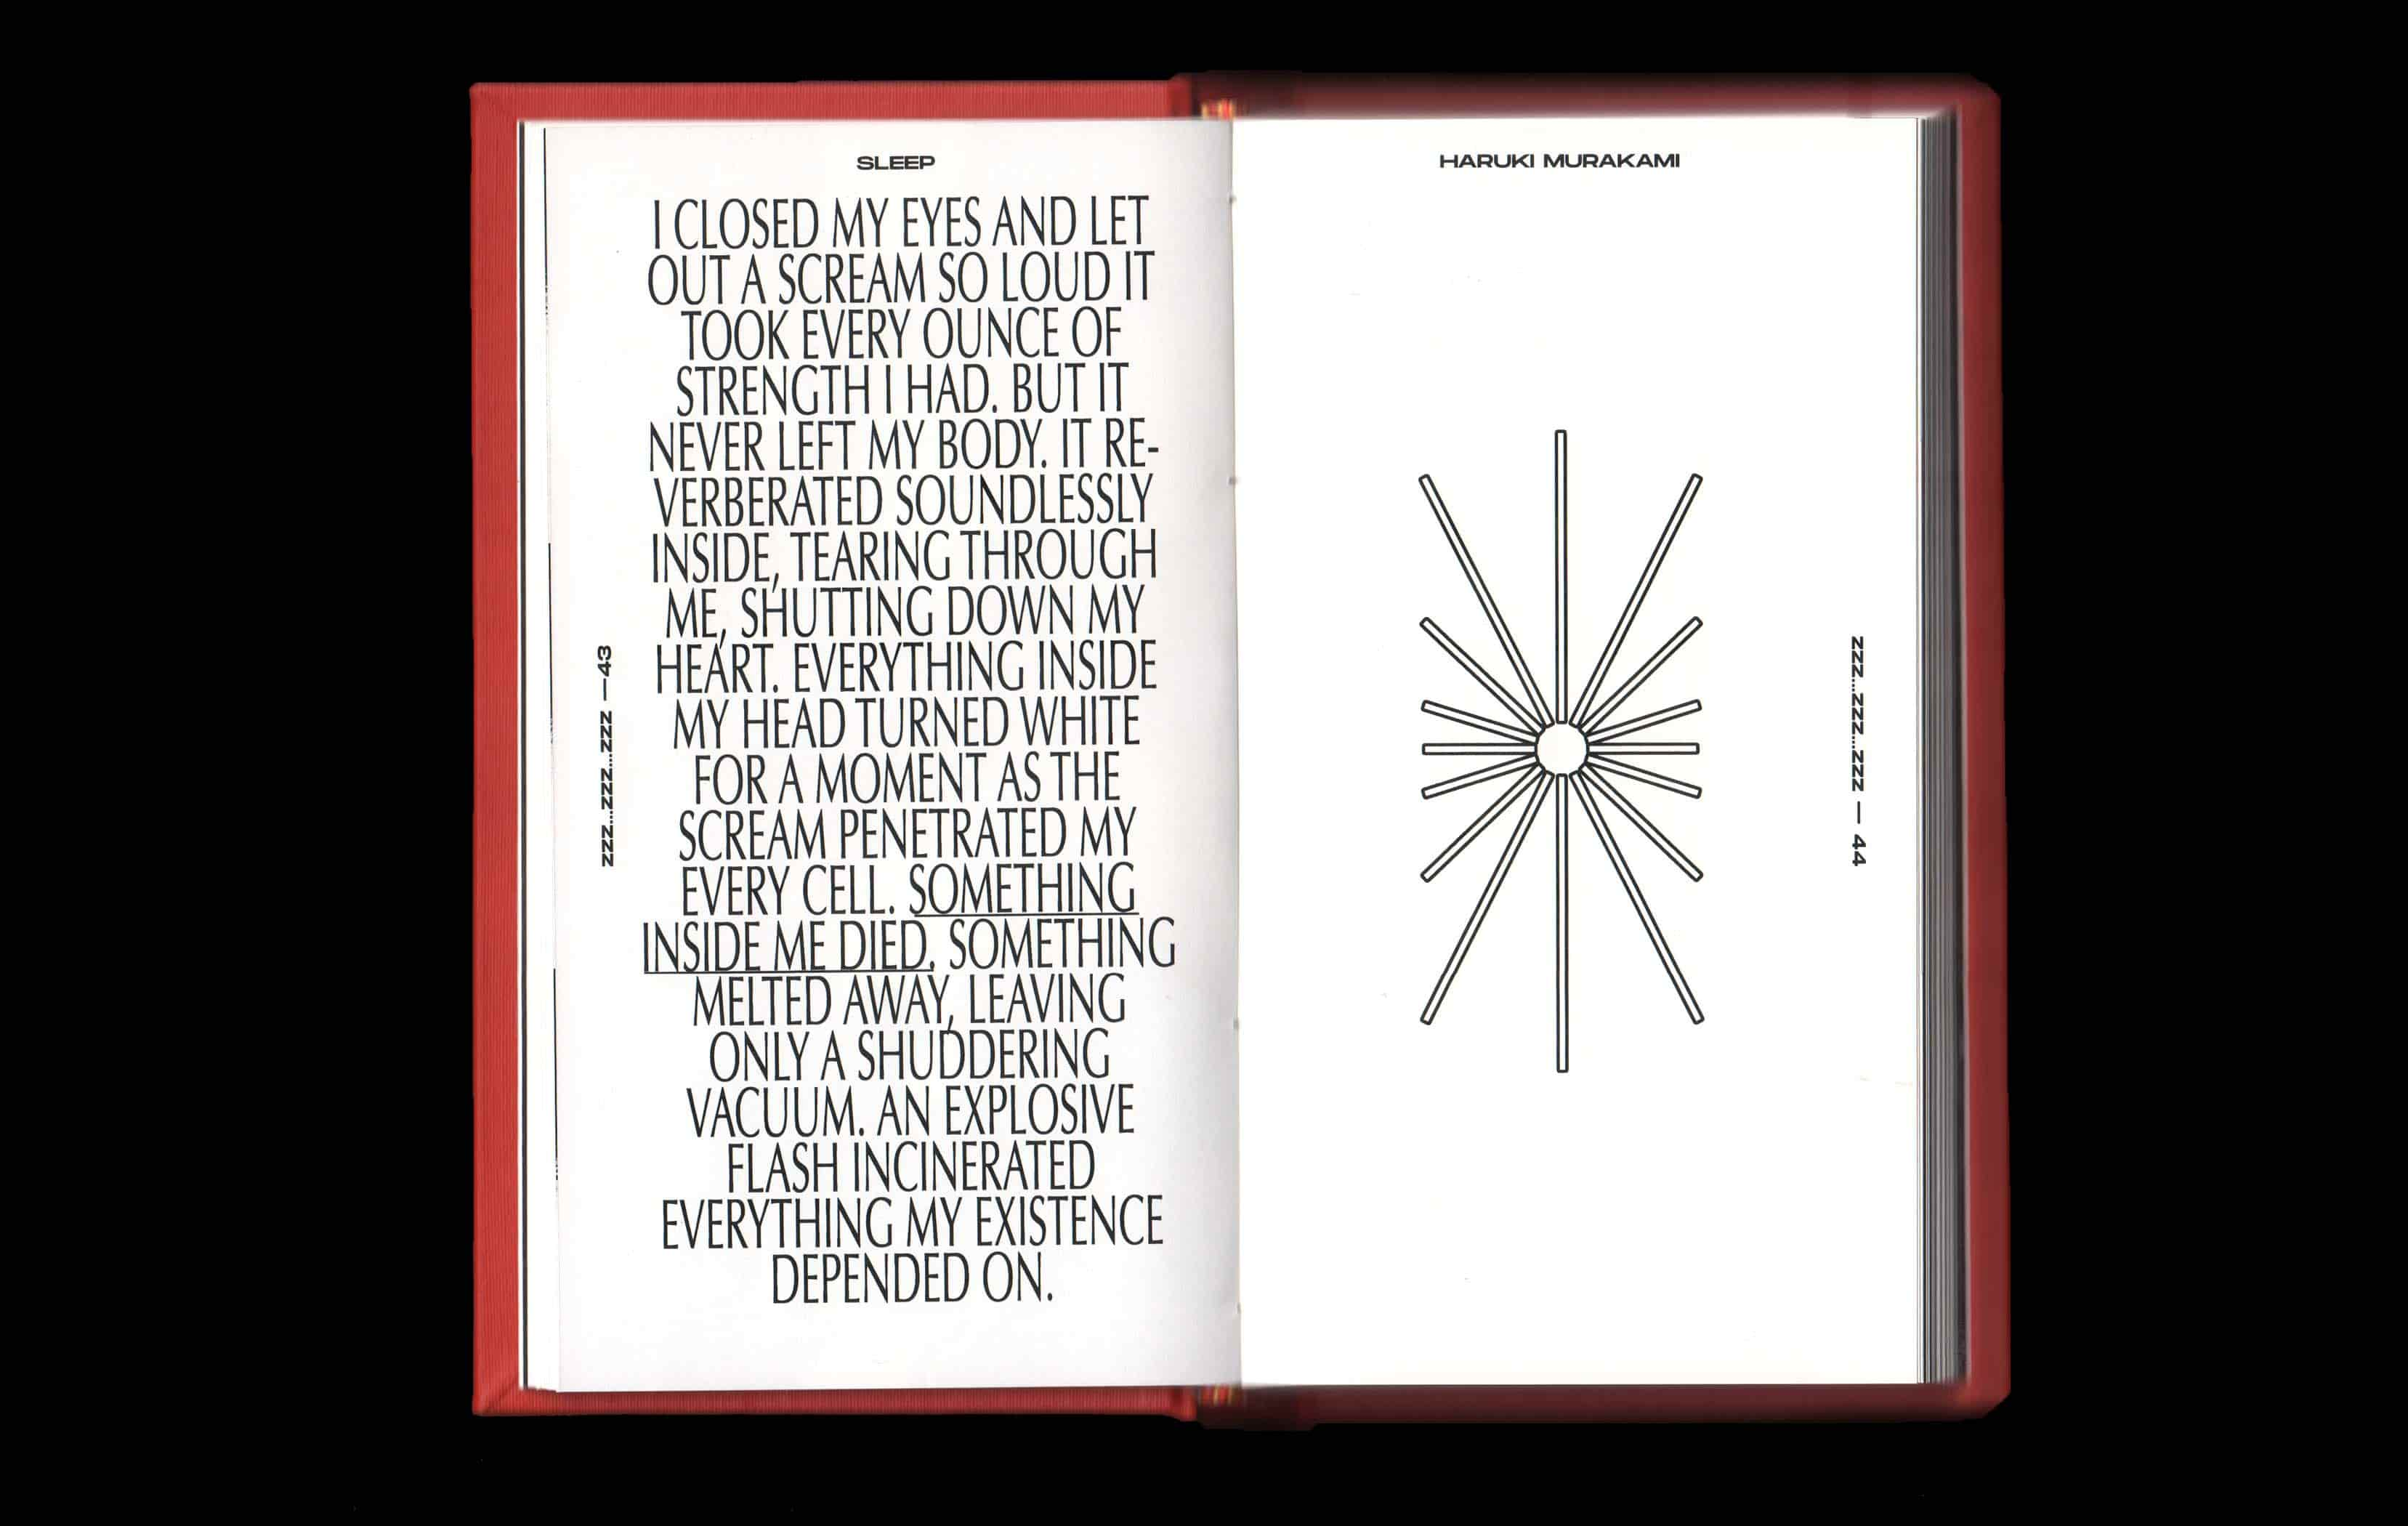 SLEEP
I CLOSED MY EYES AND LET
OUT A SCREAM SO LOUD IT
TOOK EVERY OUNCE OF
STRENGTH I HAD. BUT IT
NEVER LEFT MY BODY. IT RE-
VERBERATED SOUNDLESSLY
INSIDE, TEARING THROUGH
ME, SHUTTING DOWN MY
HEART. EVERYTHING INSIDE
MY HEAD TURNED WHITE
FOR A MOMENT AS THE
SCREAM PENETRATED MY
EVERY CELL. SOMETHING
INSIDE ME DIED. SOMETHING
MELTED AWAY, LEAVING
ONLY A SHUDDERING
VACUUM. AN EXPLOSIVE
FLASH INCINERATED
EVERYTHING MY EXISTENCE
DEPENDED ON.
ZZZ...ZZZ...ZZZ —43
HARUKI MURAKAMI
ZZZ...ZZZ...ZZZ — 44